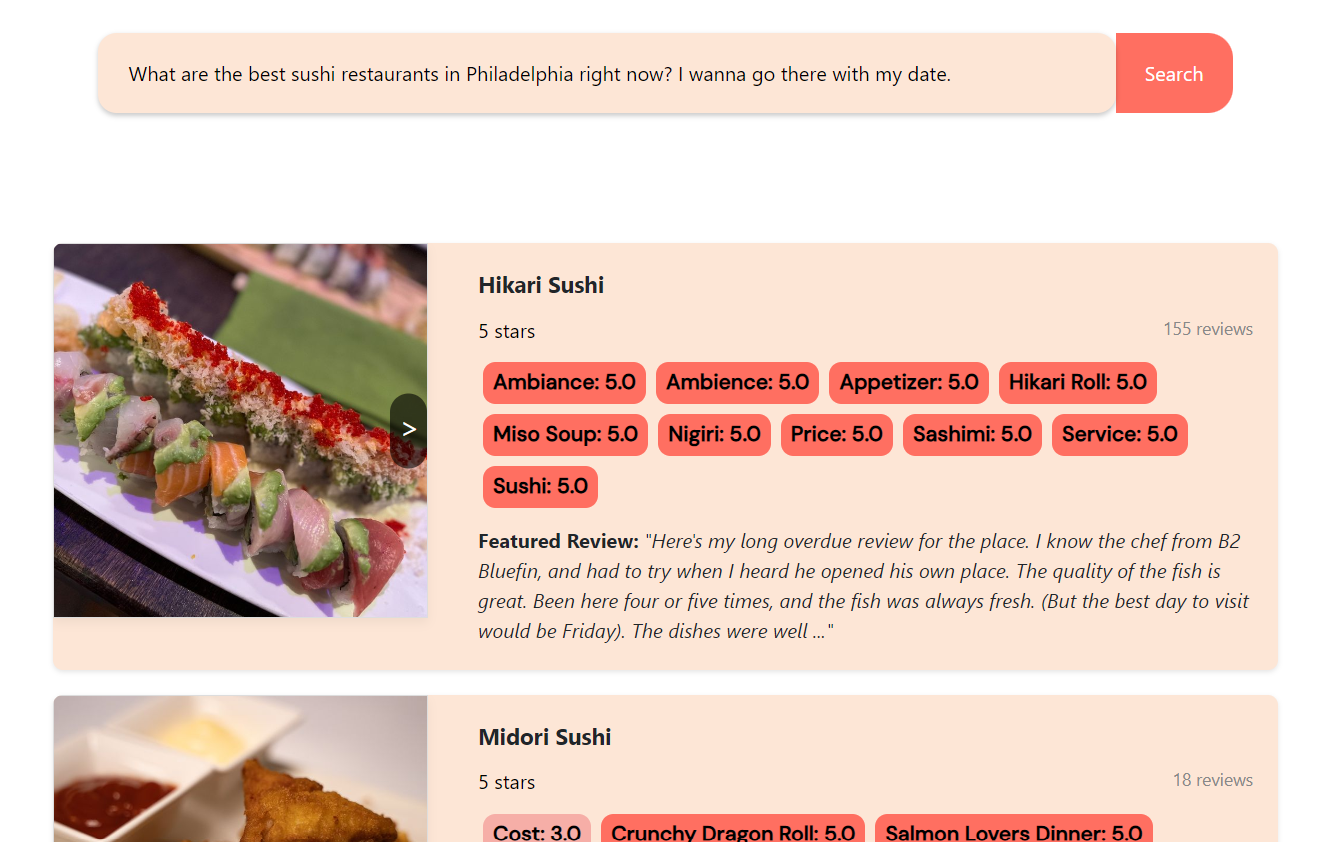 What are the best sushi restaurants in Philadelphia right now? I wanna go there with my date.
Search
>
Hikari Sushi
5 stars
155 reviews
Ambiance: 5.0 Ambience: 5.0 Appetizer: 5.0 Hikari Roll: 5.0
Miso Soup: 5.0 Nigiri: 5.0 Price: 5.0 Sashimi: 5.0 Service: 5.0
Sushi: 5.0
Featured Review: "Here's my long overdue review for the place. I know the chef from B2
Bluefin, and had to try when I heard he opened his own place. The quality of the fish is
great. Been here four or five times, and the fish was always fresh. (But the best day to visit
would be Friday). The dishes were well ..."
Midori Sushi
5 stars
18 reviews
Cost: 3.0 Crunchy Dragon Roll: 5.0 Salmon Lovers Dinner: 5.0